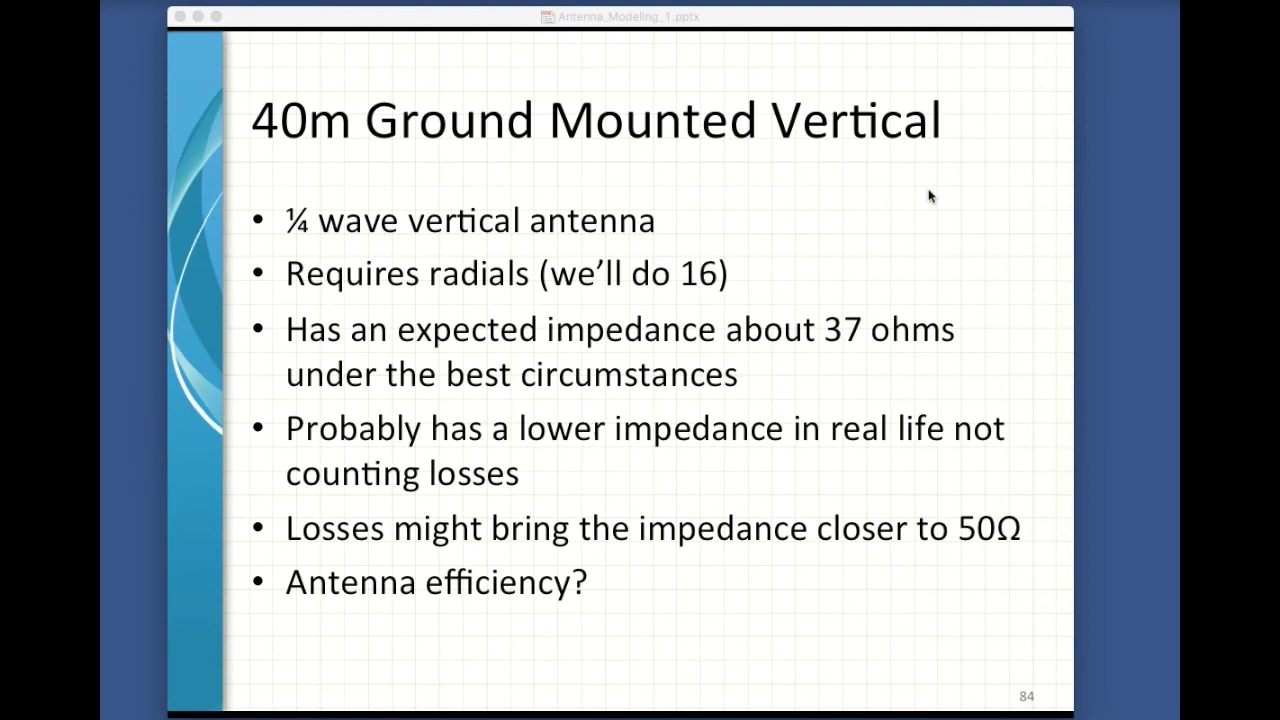 Antenna_Modeling_1.pptx
40m Ground Mounted Vertical
• ¼ wave vertical antenna
• Requires radials (we’ll do 16)
• Has an expected impedance about 37 ohms
under the best circumstances
• Probably has a lower impedance in real life not
counting losses
• Losses might bring the impedance closer to 50Ω
• Antenna efficiency?
84